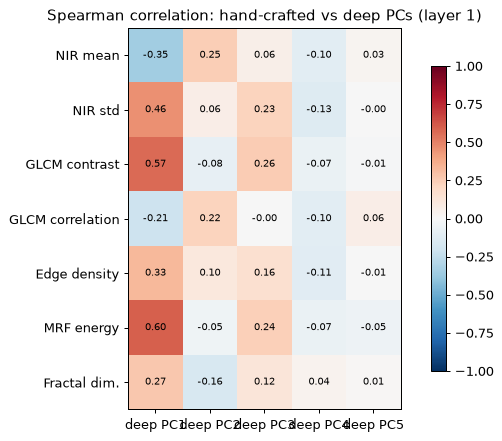 Spearman correlation: hand-crafted vs deep PCs (layer 1)
NIR mean -0.35 0.25 0.06 -0.10 0.03
NIR std 0.46 0.06 0.23 -0.13 -0.00
GLCM contrast 0.57 -0.08 0.26 -0.07 -0.01
GLCM correlation -0.21 0.22 -0.00 -0.10 0.06
Edge density 0.33 0.10 0.16 -0.11 -0.01
MRF energy 0.60 -0.05 0.24 -0.07 -0.05
Fractal dim. 0.27 -0.16 0.12 0.04 0.01
deep PC1 deep PC2 deep PC3 deep PC4 deep PC5
1.00
0.75
0.50
0.25
0.00
−0.25
−0.50
−0.75
−1.00